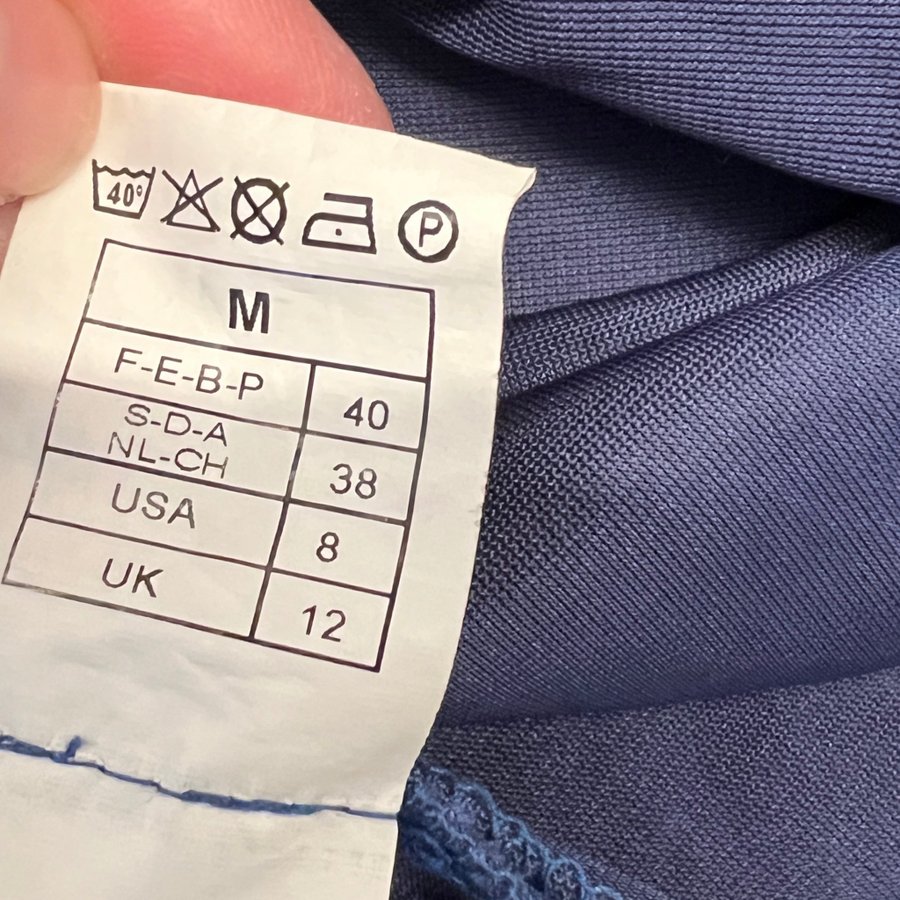 40° P
M
F-E-B-P 40
S-D-A
NL-CH 38
USA 8
UK 12